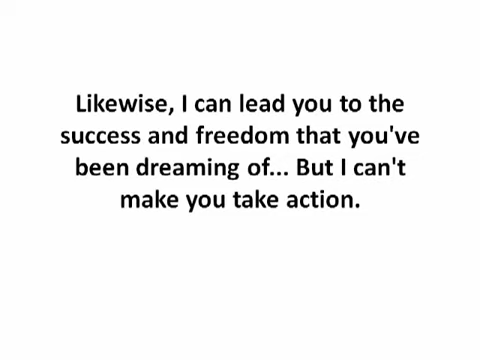 Likewise, I can lead you to the
success and freedom that you've
been dreaming of... But I can't
make you take action.